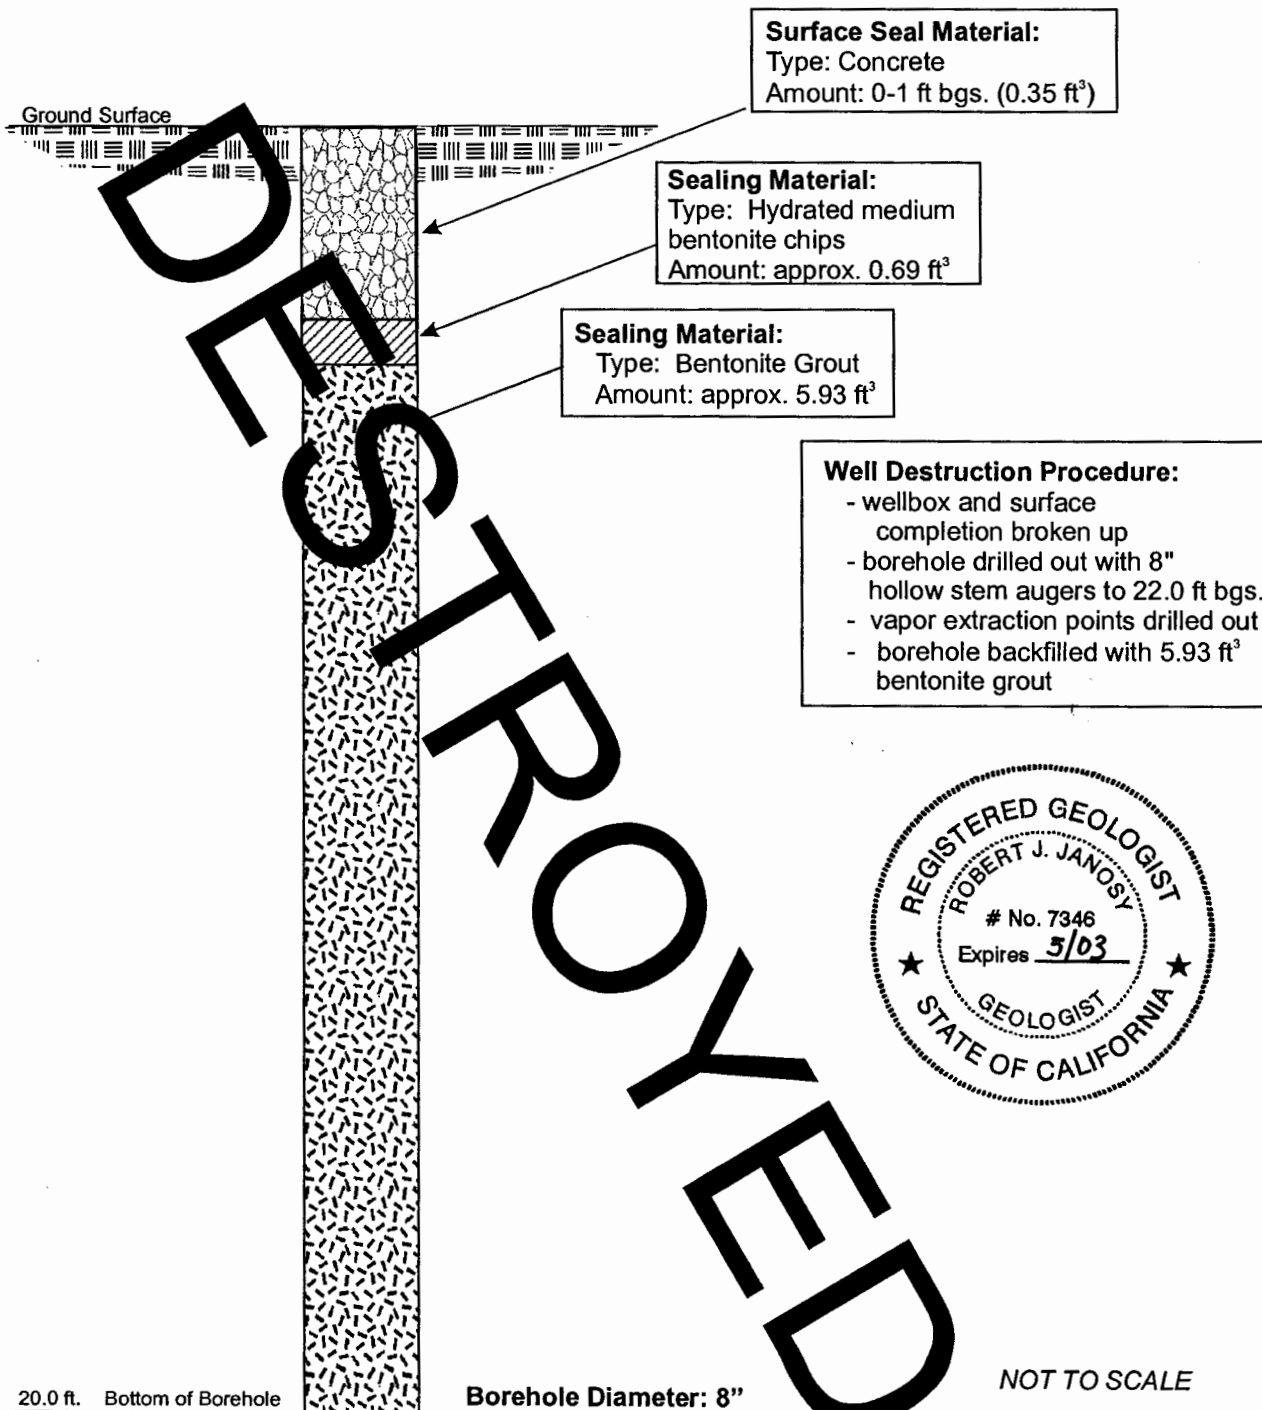 Surface Seal Material:
Type: Concrete
Amount: 0-1 ft bgs. (0.35 ft³)
Ground Surface
Sealing Material:
Type: Hydrated medium
bentonite chips
Amount: approx. 0.69 ft³
Sealing Material:
Type: Bentonite Grout
Amount: approx. 5.93 ft³
Well Destruction Procedure:
- wellbox and surface
completion broken up
- borehole drilled out with 8"
hollow stem augers to 22.0 ft bgs.
- vapor extraction points drilled out
- borehole backfilled with 5.93 ft³
bentonite grout
DESTROYED
REGISTERED GEOLOGIST
ROBERT J. JANOSY
# No. 7346
Expires 5/03
GEOLOGIST
STATE OF CALIFORNIA
NOT TO SCALE
20.0 ft. Bottom of Borehole
Borehole Diameter: 8”